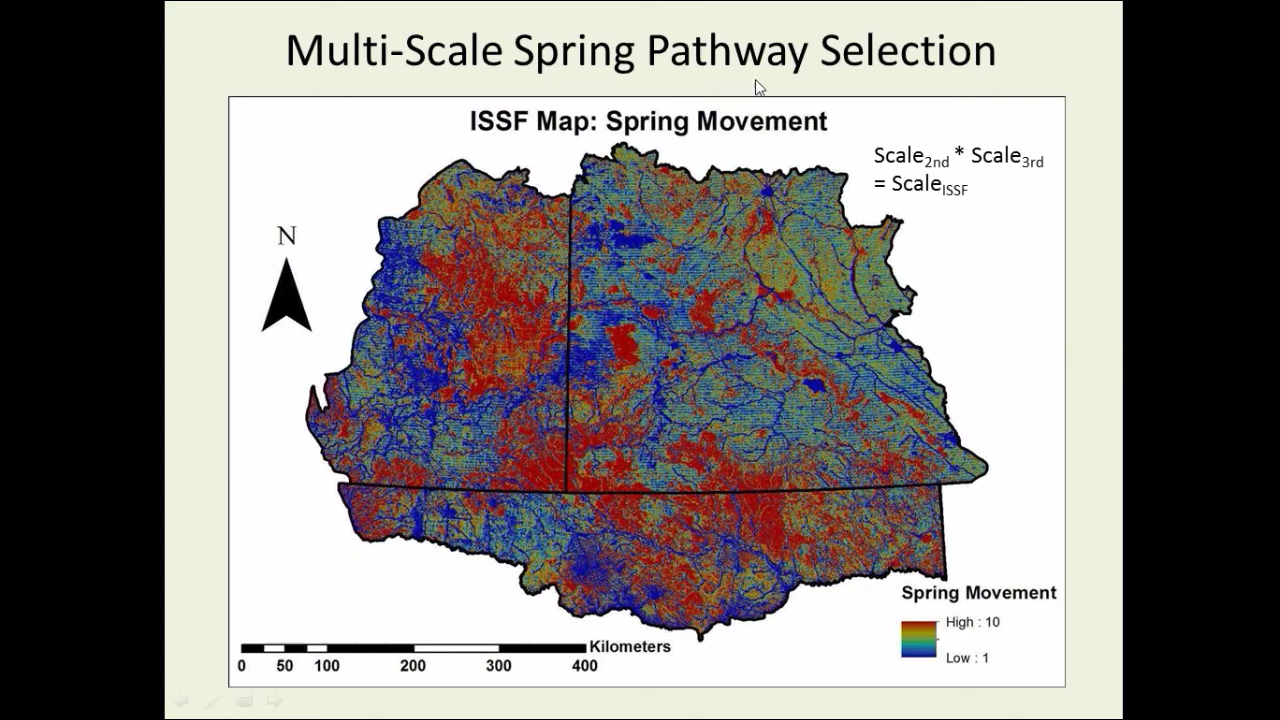 Multi-Scale Spring Pathway Selection
ISSF Map: Spring Movement
Scale2nd * Scale3rd
= ScaleISSF
N
Spring Movement
High : 10
Low : 1
Kilometers
0 50 100 200 300 400